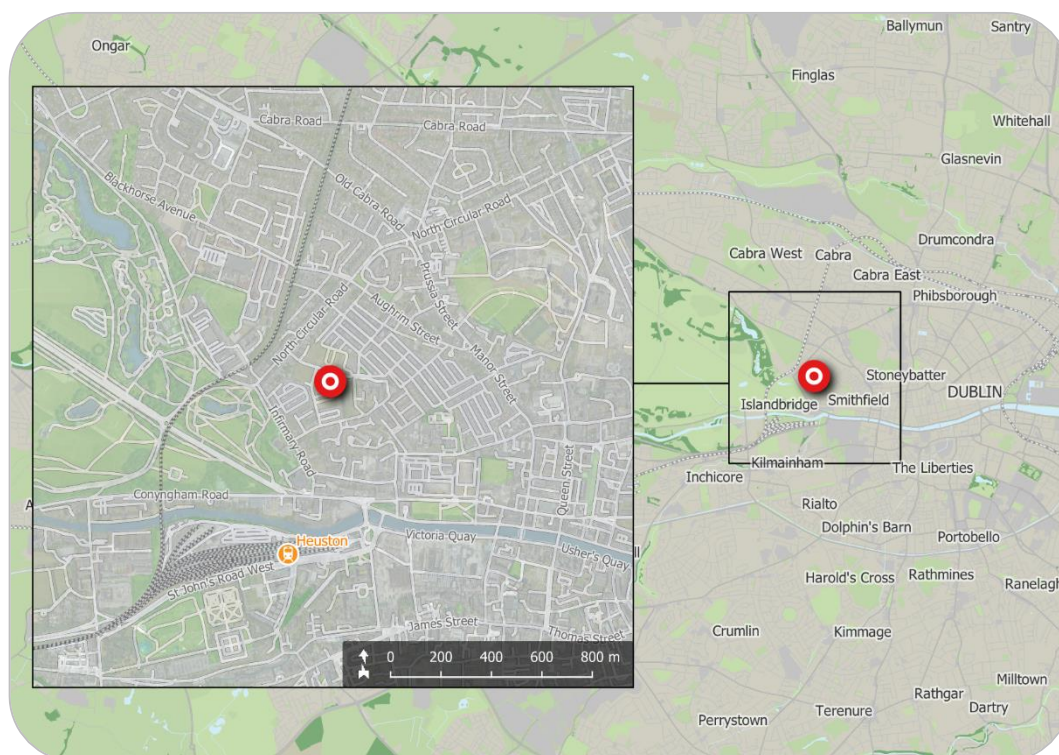 Ongar
Ballymun
Santry
Finglas
Whitehall
Glasnevin
Drumcondra
Cabra West
Cabra
Cabra East
Phibsborough
Stoneybatter
DUBLIN
Islandbridge
Smithfield
Kilmainham
Inchicore
The Liberties
Rialto
Dolphin's Barn
Portobello
Harold's Cross
Rathmines
Ranelagh
Crumlin
Kimmage
Milltown
Rathgar
Dartry
Terenure
Perrystown
Cabra Road
Cabra Road
Blackhorse Avenue
Old Cabra Road
North Circular Road
Prussia Street
North Circular Road
Aughrim Street
Manor Street
Infirmary Road
Queen Street
Conyngham Road
Victoria Quay
Usher's Quay
Heuston
St John's Road West
James Street
Thomas Street
0 200 400 600 800 m